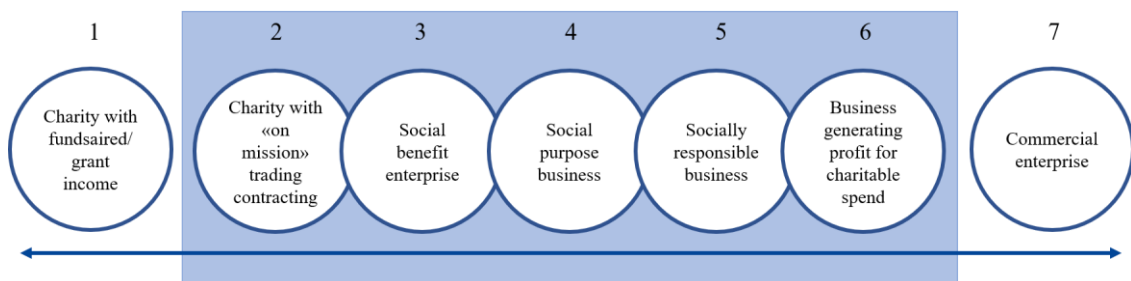 1
2
3
4
5
6
7
Charity with
fundsaired/
grant
income
Charity with
«on
mission»
trading
contracting
Social
benefit
enterprise
Social
purpose
business
Socially
responsible
business
Business
generating
profit for
charitable
spend
Commercial
enterprise